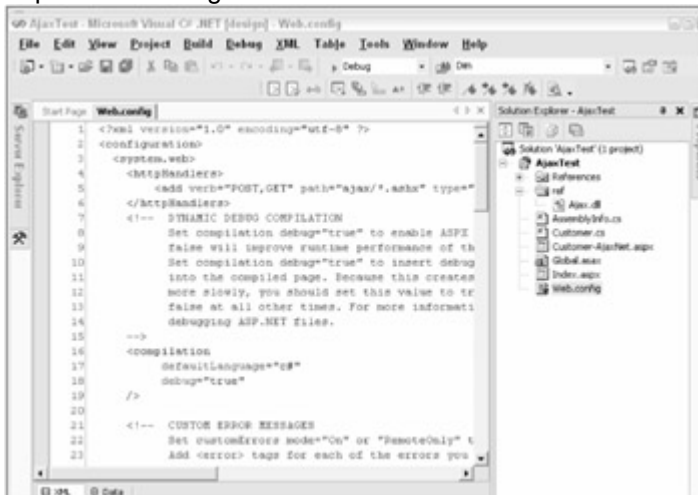 AjaxTest - Microsoft Visual C# .NET [design] - Web.config
File Edit View Project Build Debug XML Table Tools Window Help
Debug
Start Page Web.config
Solution Explorer - AjaxTest
Server Explorer
1 <?xml version="1.0" encoding="utf-8" ?>
2 <configuration>
3 <system.web>
4 <httpHandlers>
5 <add verb="POST,GET" path="ajax/*.ashx" type="
6 </httpHandlers>
7 <!-- DYNAMIC DEBUG COMPILATION
8 Set compilation debug="true" to enable ASPX
9 false will improve runtime performance of th
10 Set compilation debug="true" to insert debug
11 into the compiled page. Because this creates
12 more slowly, you should set this value to tr
13 false at all other times. For more informati
14 debugging ASP.NET files.
15 -->
16 <compilation
17 defaultLanguage="c#"
18 debug="true"
19 />
20
21 <!-- CUSTOM ERROR MESSAGES
22 Set customErrors mode="On" or "RemoteOnly" t
23 Add <error> tags for each of the errors you
XML Data
Solution 'AjaxTest' (1 project)
AjaxTest
References
ref
Ajax.dll
AssemblyInfo.cs
Customer.cs
Customer-AjaxNet.aspx
Global.asax
Index.aspx
Web.config